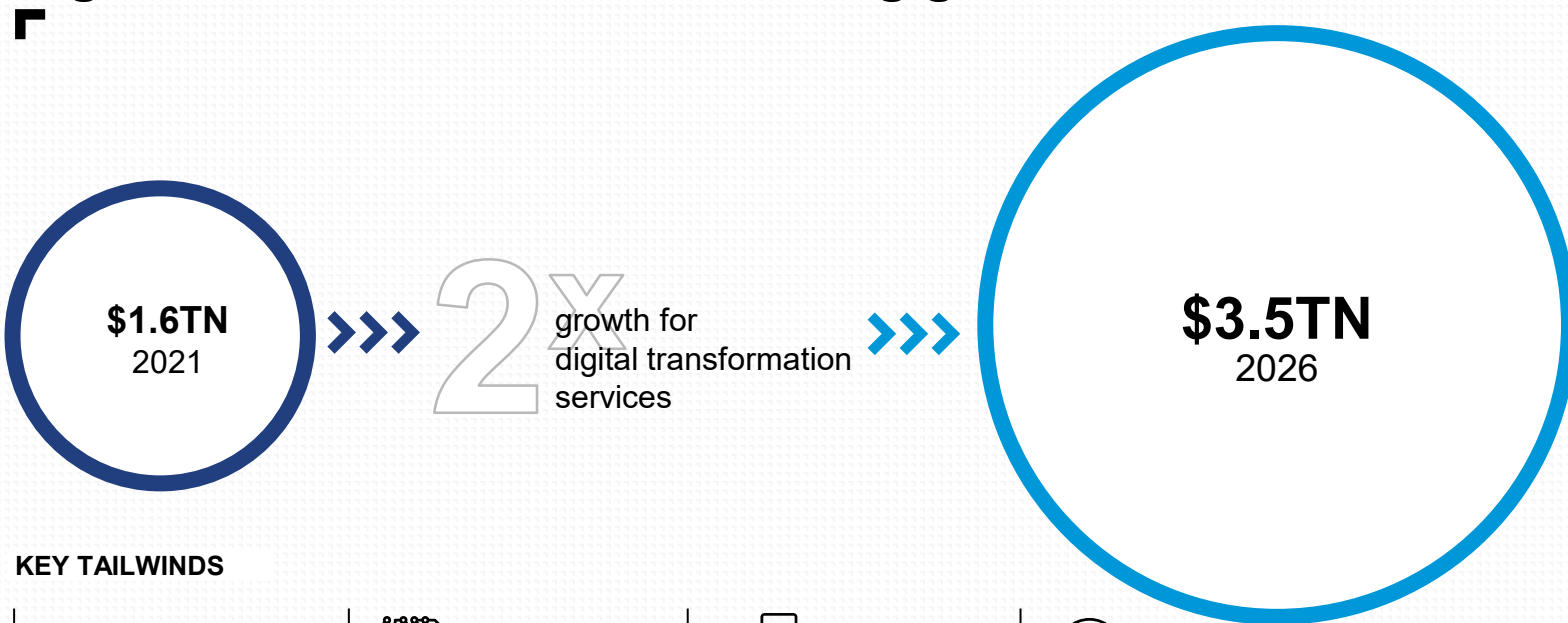 $1.6TN
2021
2x
growth for
digital transformation
services
$3.5TN
2026
KEY TAILWINDS